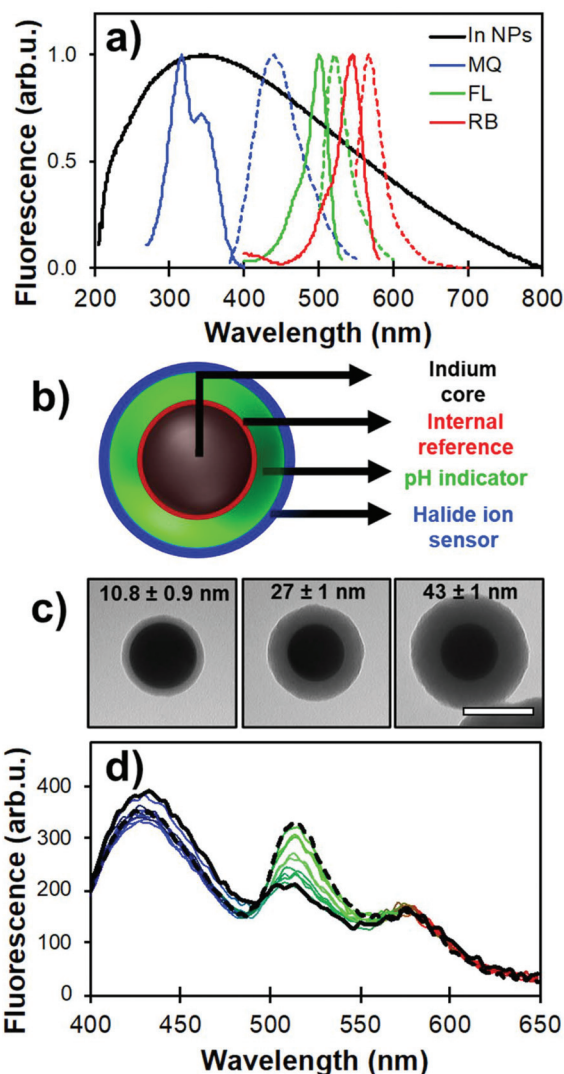 a)
In NPs
MQ
FL
RB
Fluorescence (arb.u.)
1.0
0.5
0.0
200 300 400 500 600 700 800
Wavelength (nm)
b)
Indium
core
Internal
reference
pH indicator
Halide ion
sensor
c)
10.8 ± 0.9 nm
27 ± 1 nm
43 ± 1 nm
d)
Fluorescence (arb.u.)
400
300
200
100
0
400 450 500 550 600 650
Wavelength (nm)